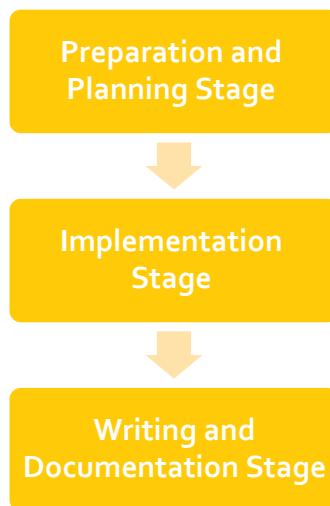 Preparation and
Planning Stage
Implementation
Stage
Writing and
Documentation Stage